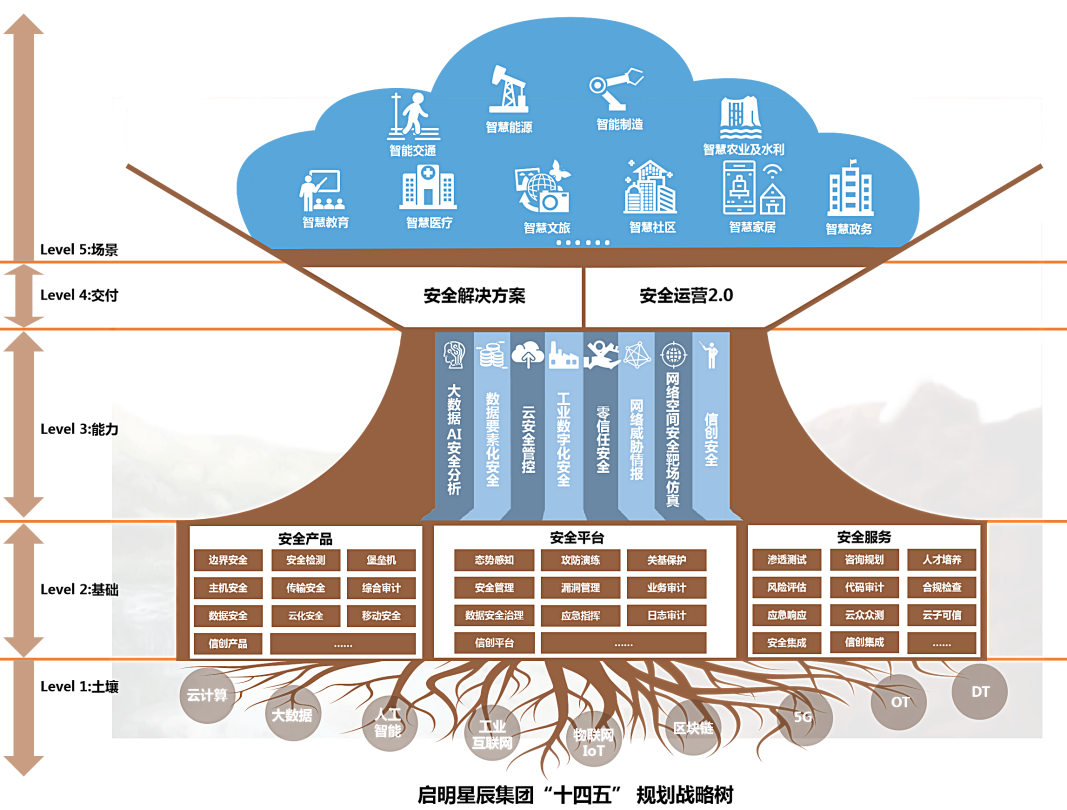 智慧能源
智能制造
智能交通
智慧农业及水利
智慧教育
智慧医疗
智慧文旅
智慧社区
智慧家居
智慧政务
Level 5:场景
Level 4:交付
安全解决方案
安全运营2.0
Level 3:能力
大数据AI安全分析
数据要素化安全
云安全管控
工业数字化安全
零信任安全
网络威胁情报
网络空间安全靶场仿真
信创安全
Level 2:基础
安全产品
边界安全
安全检测
堡垒机
主机安全
传输安全
综合审计
数据安全
云化安全
移动安全
信创产品
......
安全平台
态势感知
攻防演练
关基保护
安全管理
漏洞管理
业务审计
数据安全治理
应急指挥
日志审计
信创平台
......
安全服务
渗透测试
咨询规划
人才培养
风险评估
代码审计
合规检查
应急响应
云众众测
云子可信
安全集成
信创集成
......
Level 1:土壤
云计算
大数据
人工
智能
工业
互联网
物联网
IoT
区块链
5G
OT
DT
启明星辰集团“十四五” 规划战略树